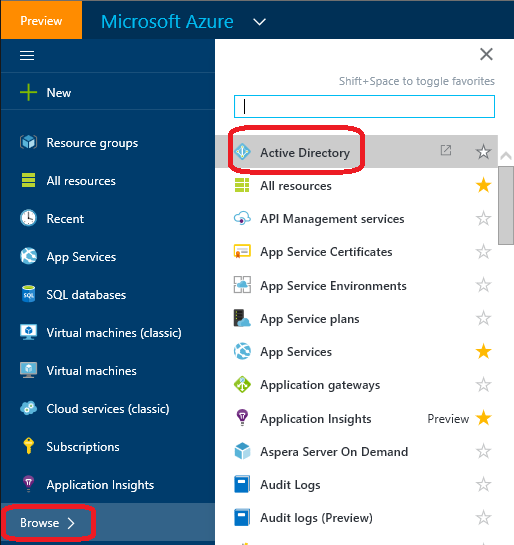 Preview
Microsoft Azure
New
Resource groups
All resources
Recent
App Services
SQL databases
Virtual machines (classic)
Virtual machines
Cloud services (classic)
Subscriptions
Application Insights
Browse
Shift+Space to toggle favorites
Active Directory
All resources
API Management services
App Service Certificates
App Service Environments
App Service plans
App Services
Application gateways
Application Insights Preview
Aspera Server On Demand
Audit Logs
Audit logs (Preview)